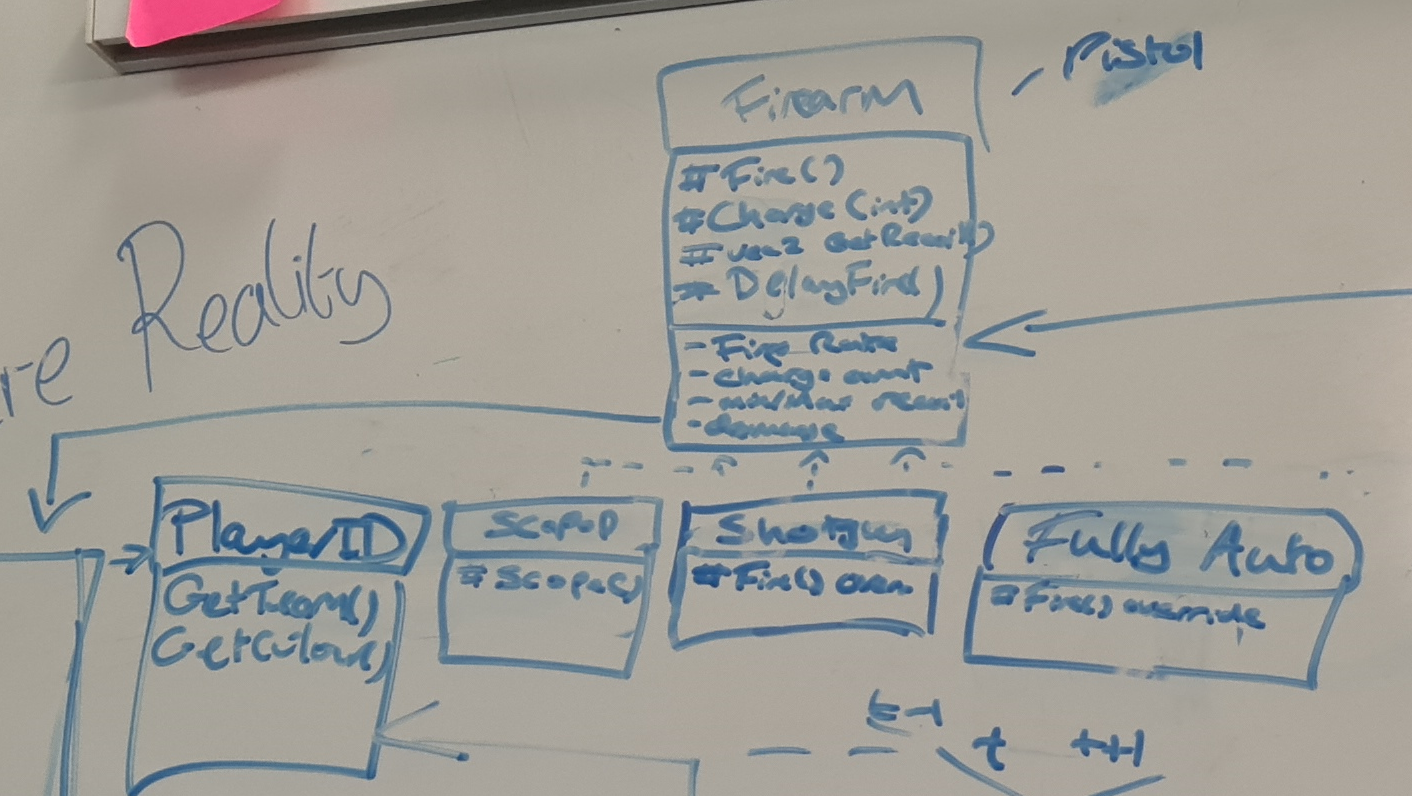 Pistol
Firearm
#Fire()
#Charge(int)
#vec2 GetRecoil()
#DelayFire()
-Fire Rate
-charge amt
-min/max recoil
-damage
re Reality
PlayerID
GetTeam()
GetColour()
Scoped
#Scope()
Shotgun
#Fire() over
Fully Auto
#Fire() override
t-1
t
t+1